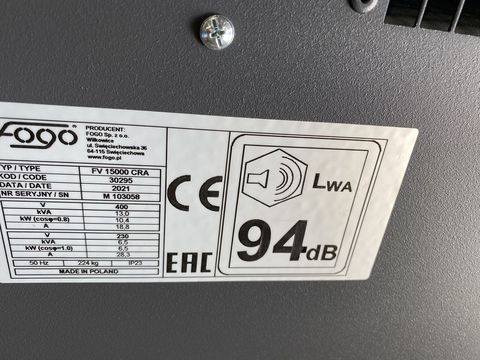 FOGO®
PRODUCENT:
FOGO Sp. z o.o.
Wilkowice
ul. Święciechowska 36
64-115 Święciechowa
www.fogo.pl
TYP / TYPE FV 15000 CRA
KOD / CODE 30295
DATA / DATE 2021
NR SERYJNY / SN M 103058
V 400
kVA 13,0
kW (cosφ=0.8) 10,4
A 18,8
V 230
kVA 6,5
kW (cosφ=1.0) 6,5
A 28,3
50 Hz 224 kg IP23
MADE IN POLAND
CE
EAC
LWA
94dB